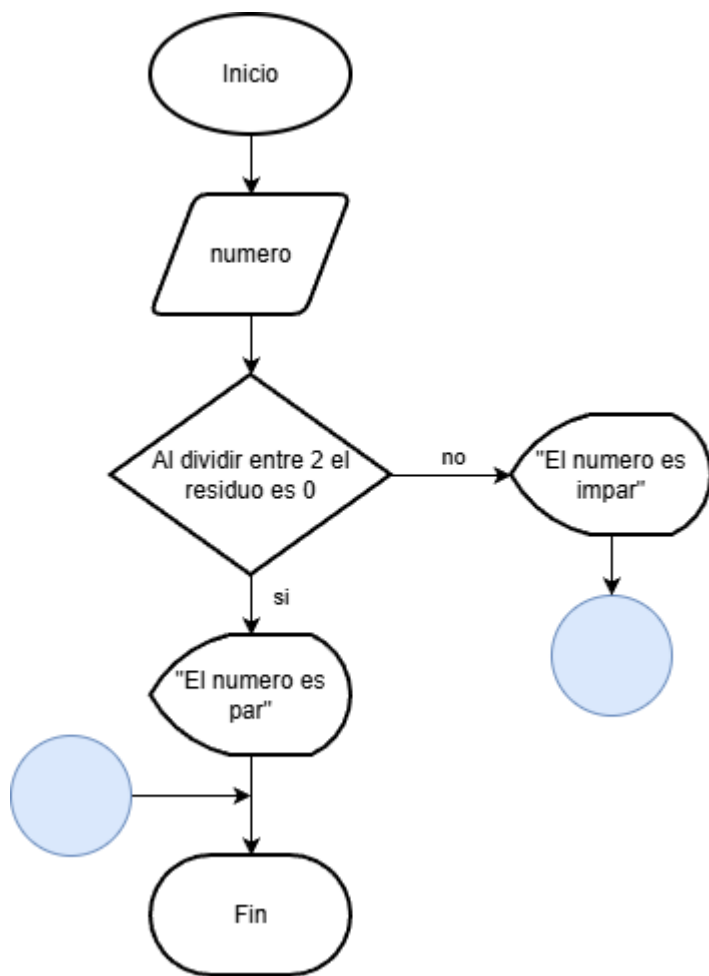 Inicio
numero
Al dividir entre 2 el
residuo es 0
no
"El numero es
impar"
si
"El numero es
par"
Fin